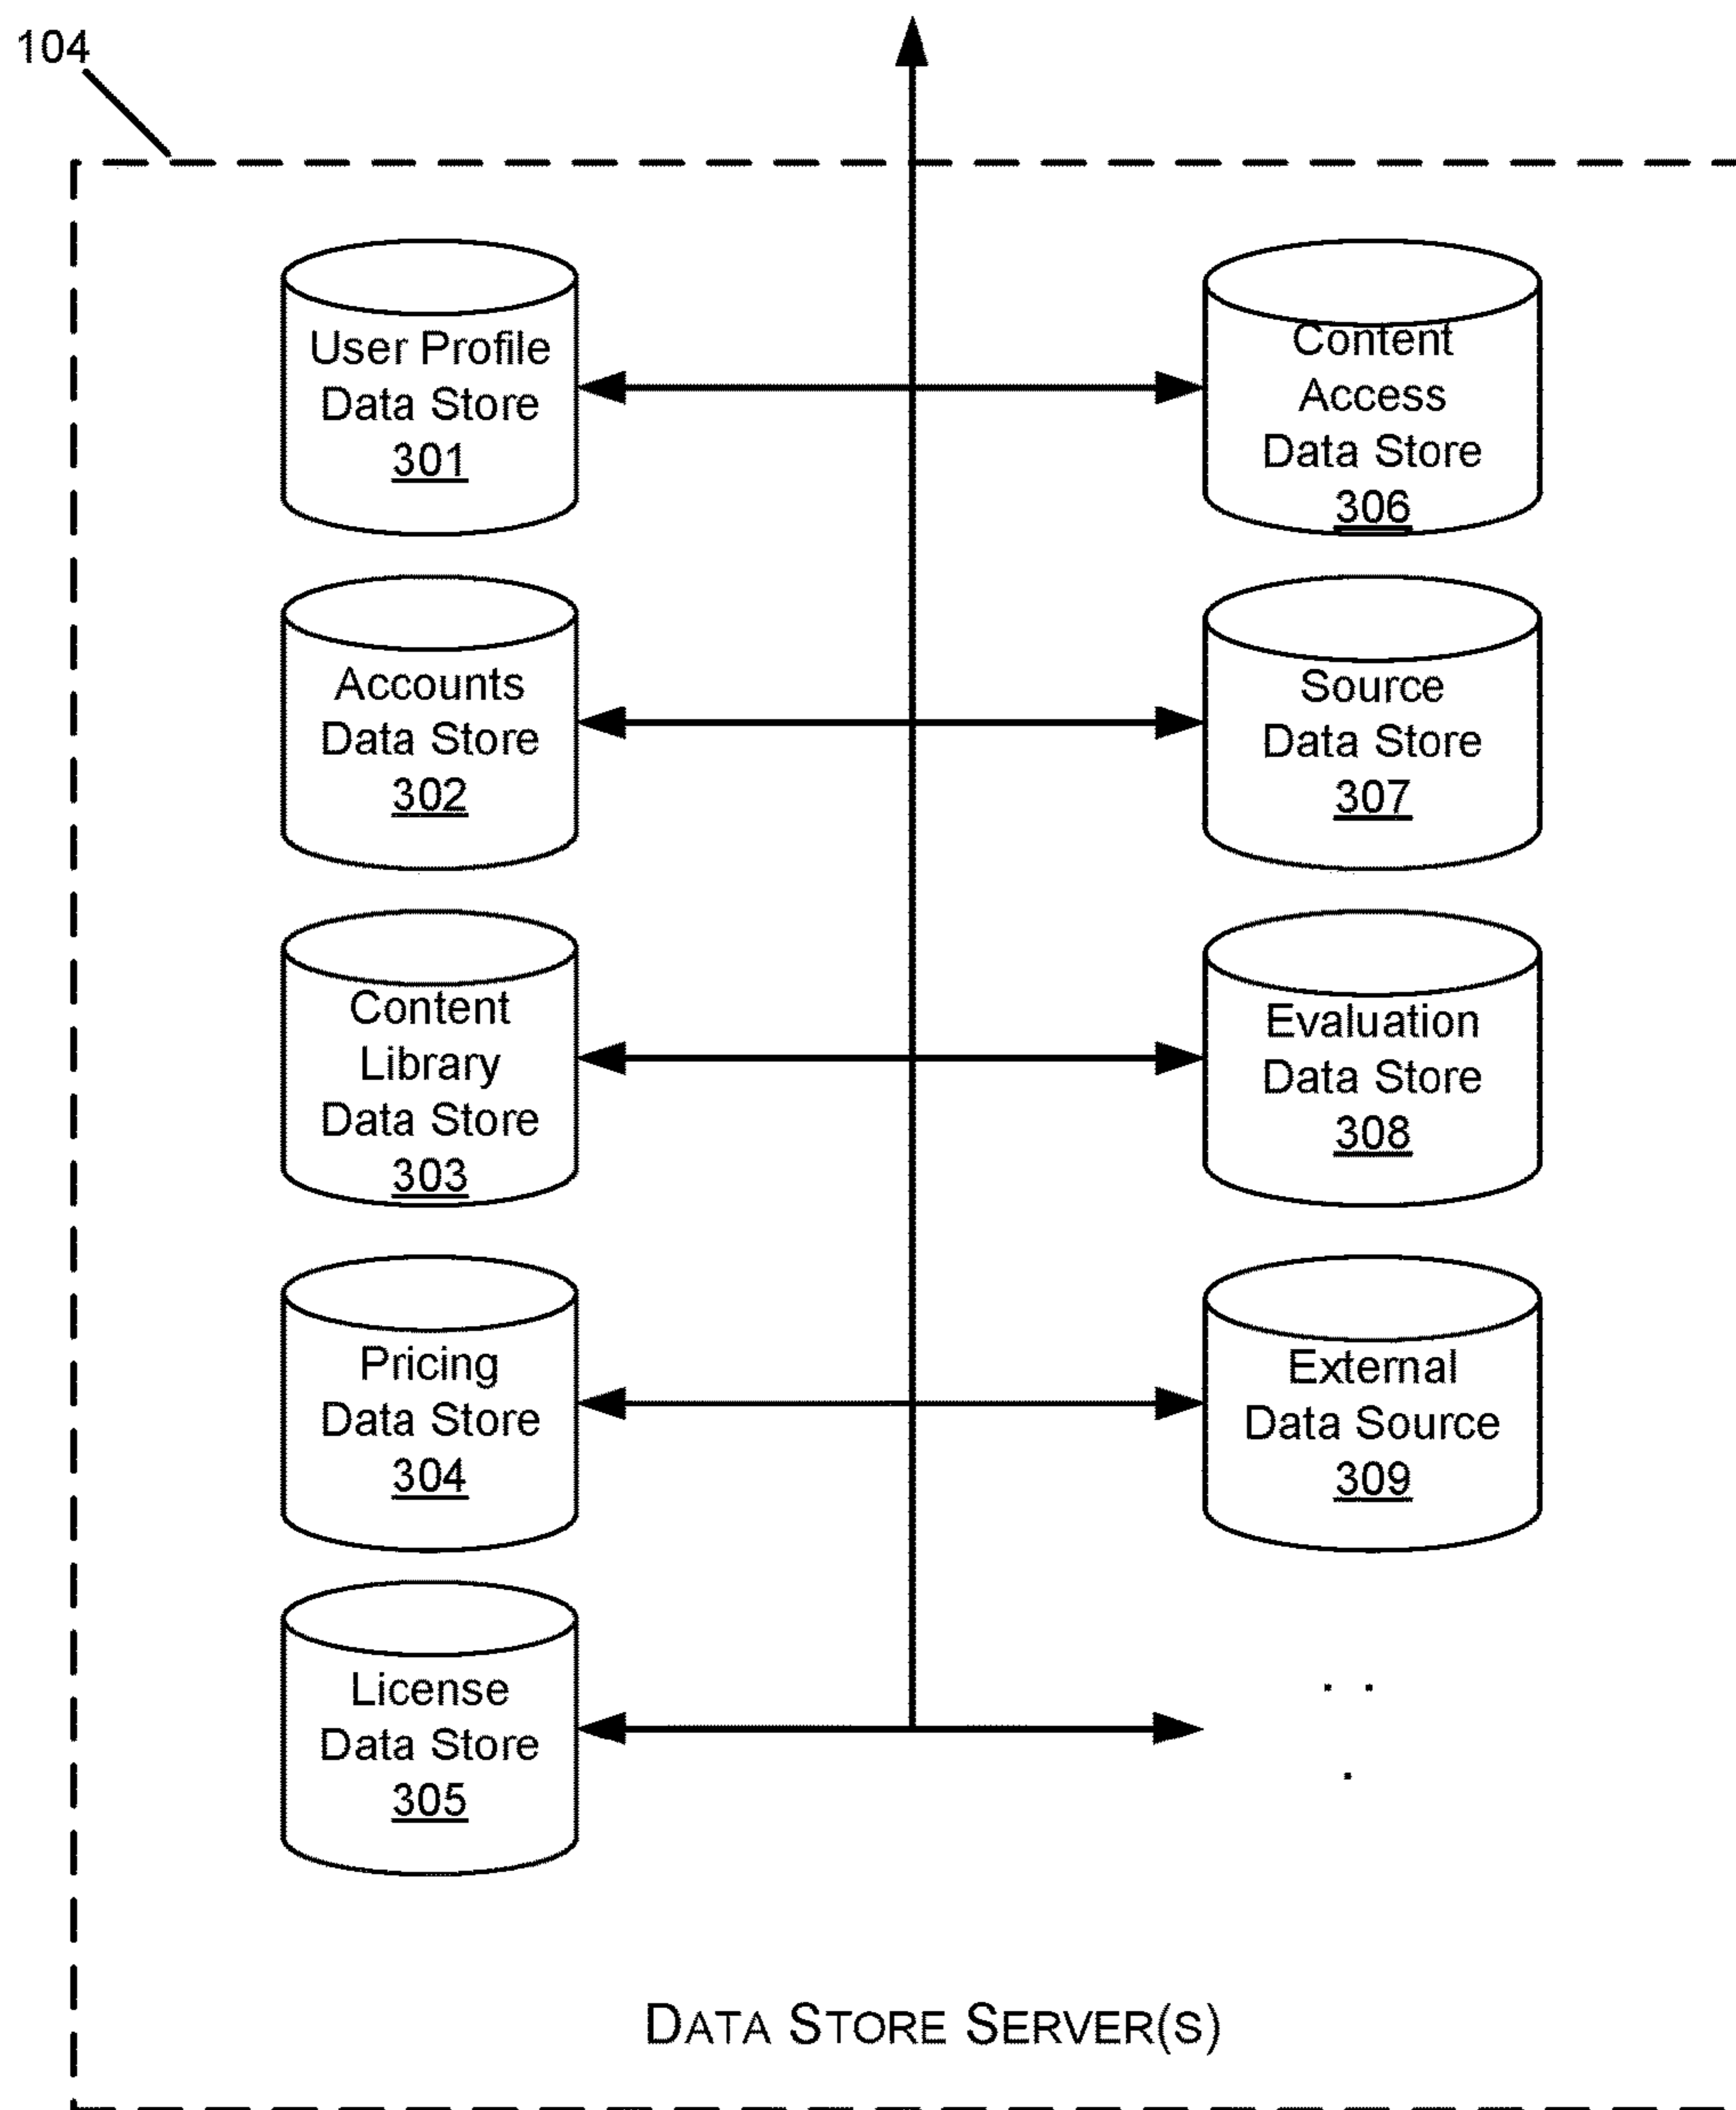 104
User Profile
Data Store
301
Content
Access
Data Store
306
Accounts
Data Store
302
Source
Data Store
307
Content
Library
Data Store
303
Evaluation
Data Store
308
Pricing
Data Store
304
External
Data Source
309
License
Data Store
305
DATA STORE SERVER(S)